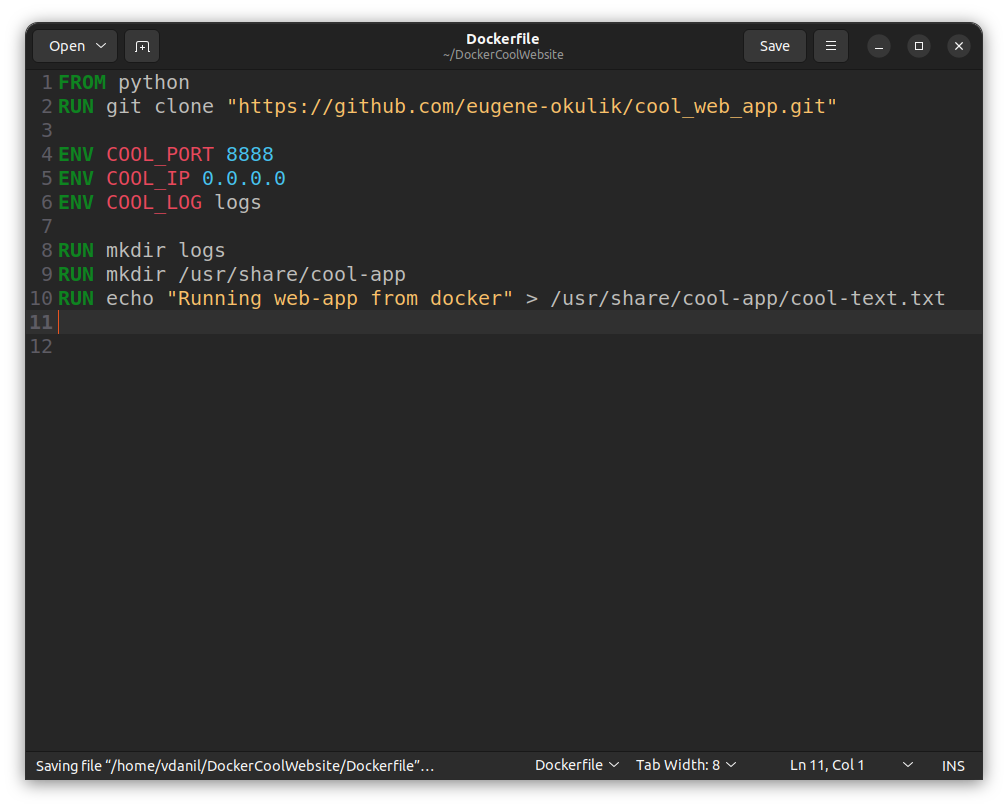 Open
Dockerfile
~/DockerCoolWebsite
Save
1 FROM python
2 RUN git clone "https://github.com/eugene-okulik/cool_web_app.git"
3
4 ENV COOL_PORT 8888
5 ENV COOL_IP 0.0.0.0
6 ENV COOL_LOG logs
7
8 RUN mkdir logs
9 RUN mkdir /usr/share/cool-app
10 RUN echo "Running web-app from docker" > /usr/share/cool-app/cool-text.txt
11
12
Saving file “/home/vdanil/DockerCoolWebsite/Dockerfile”… Dockerfile Tab Width: 8 Ln 11, Col 1 INS